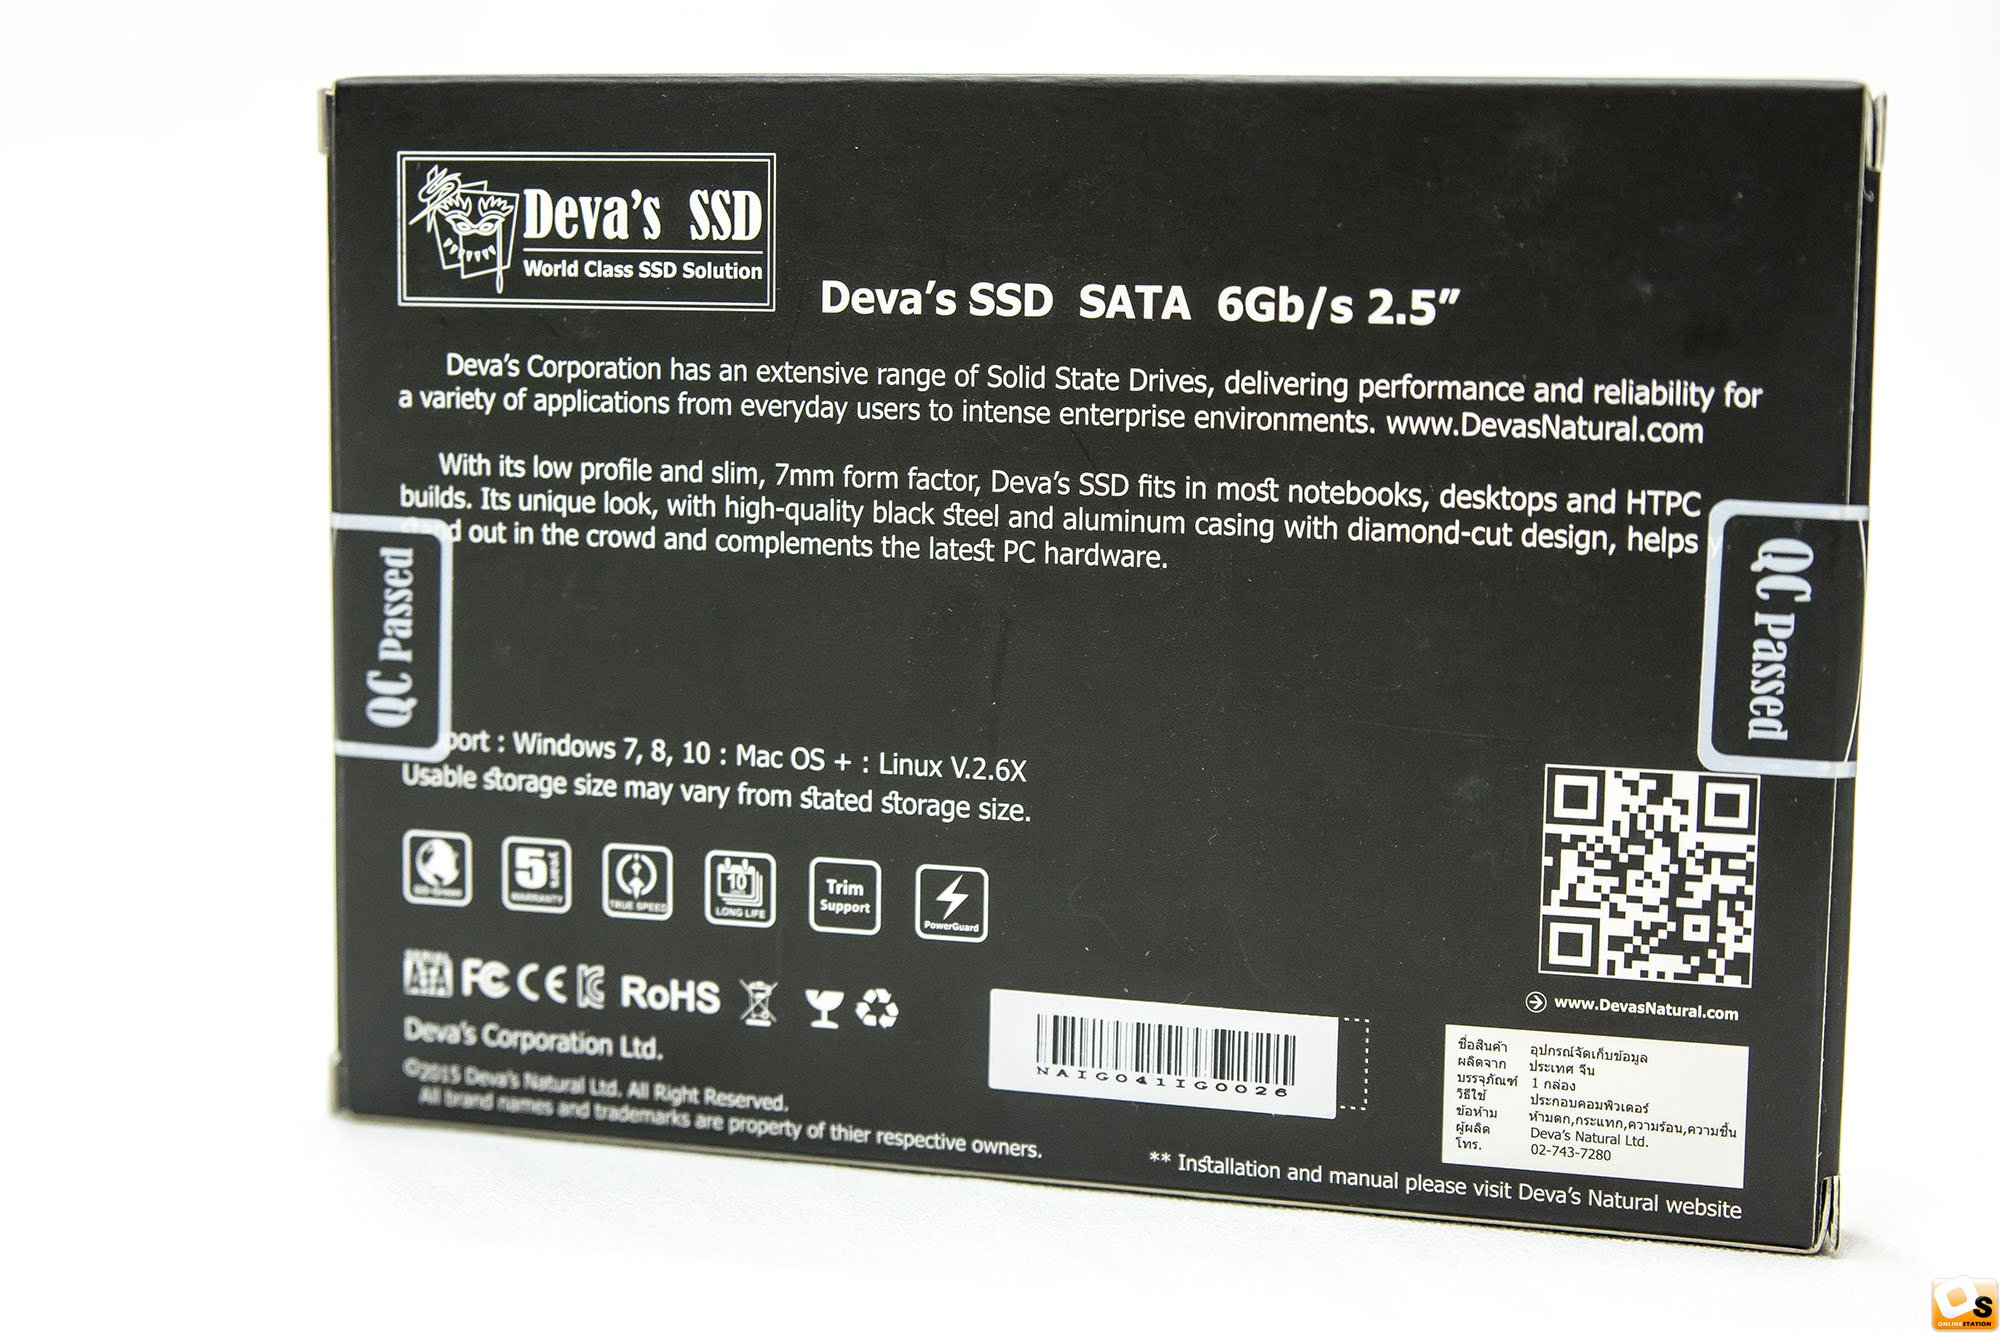 Deva's SSD
World Class SSD Solution
Deva's SSD SATA 6Gb/s 2.5"
Deva's Corporation has an extensive range of Solid State Drives, delivering performance and reliability for
a variety of applications from everyday users to intense enterprise environments. www.DevasNatural.com
With its low profile and slim, 7mm form factor, Deva's SSD fits in most notebooks, desktops and HTPC
builds. Its unique look, with high-quality black steel and aluminum casing with diamond-cut design, helps
out in the crowd and complements the latest PC hardware.
QC Passed
QC Passed
: Windows 7, 8, 10 : Mac OS + : Linux V.2.6X
Usable storage size may vary from stated storage size.
5 years WARRANTY
TRUE SPEED
10 LONG LIFE
Trim Support
PowerGuard
SERIAL ATA FC CE RoHS
www.DevasNatural.com
Deva's Corporation Ltd.
©2015 Deva's Natural Ltd. All Right Reserved.
All brand names and trademarks are property of thier respective owners.
NAIG041IG0026
ชื่อสินค้า อุปกรณ์จัดเก็บข้อมูล
ผลิตจาก ประเทศ จีน
บรรจุภัณฑ์ 1 กล่อง
วิธีใช้ ประกอบคอมพิวเตอร์
ข้อห้าม ห้ามตก,กระแทก,ความร้อน,ความชื้น
ผู้ผลิต Deva's Natural Ltd.
โทร. 02-743-7280
** Installation and manual please visit Deva's Natural website
S
ONLINESTATION